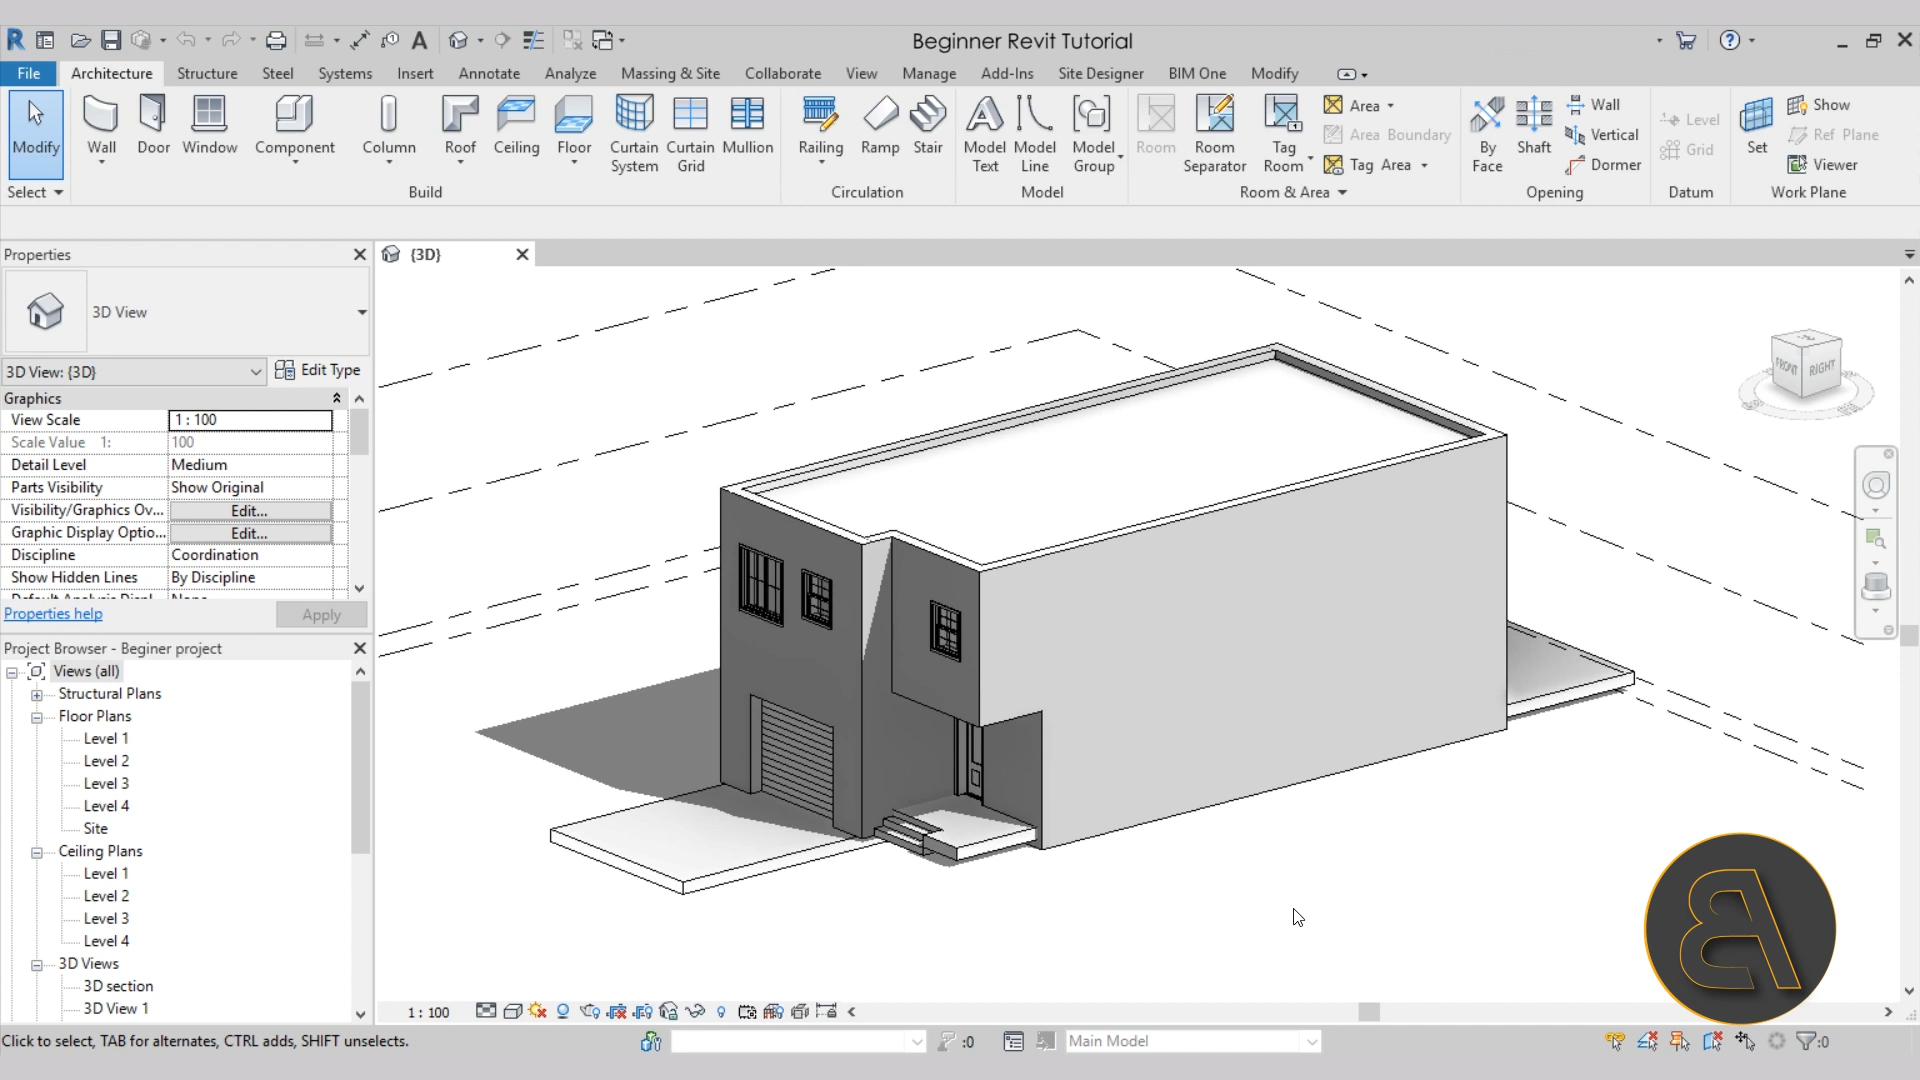 Beginner Revit Tutorial
File Architecture Structure Steel Systems Insert Annotate Analyze Massing & Site Collaborate View Manage Add-Ins Site Designer BIM One Modify
Modify Wall Door Window Component Column Roof Ceiling Floor Curtain System Curtain Grid Mullion Railing Ramp Stair Model Text Model Line Model Group Room Room Separator Tag Room
Area
Area Boundary
Tag Area
By Face Shaft
Wall
Vertical
Dormer
Level
Grid
Set
Show
Ref Plane
Viewer
Select Build Circulation Model Room & Area Opening Datum Work Plane
Properties
{3D}
3D View
3D View: {3D} Edit Type
Graphics
View Scale 1 : 100
Scale Value 1: 100
Detail Level Medium
Parts Visibility Show Original
Visibility/Graphics Ov... Edit...
Graphic Display Optio... Edit...
Discipline Coordination
Show Hidden Lines By Discipline
Properties help Apply
Project Browser - Beginer project
Views (all)
Structural Plans
Floor Plans
Level 1
Level 2
Level 3
Level 4
Site
Ceiling Plans
Level 1
Level 2
Level 3
Level 4
3D Views
3D section
3D View 1
FRONT RIGHT
1 : 100
Click to select, TAB for alternates, CTRL adds, SHIFT unselects.
:0
Main Model
:0